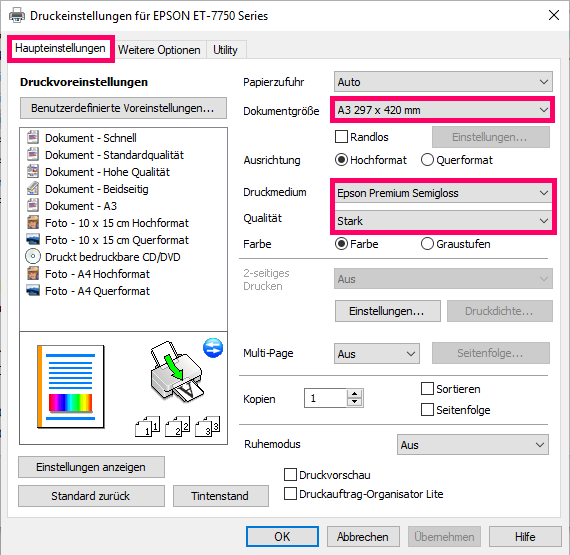 Druckeinstellungen für EPSON ET-7750 Series
Haupteinstellungen Weitere Optionen Utility
Druckvoreinstellungen
Benutzerdefinierte Voreinstellungen...
Dokument - Schnell
Dokument - Standardqualität
Dokument - Hohe Qualität
Dokument - Beidseitig
Dokument - A3
Foto - 10 x 15 cm Hochformat
Foto - 10 x 15 cm Querformat
Druckt bedruckbare CD/DVD
Foto - A4 Hochformat
Foto - A4 Querformat
1 1 2 2 3 3
Einstellungen anzeigen
Standard zurück Tintenstand
Papierzufuhr Auto
Dokumentgröße A3 297 x 420 mm
Randlos Einstellungen...
Ausrichtung Hochformat Querformat
Druckmedium Epson Premium Semigloss
Qualität Stark
Farbe Farbe Graustufen
2-seitiges
Drucken Aus
Einstellungen... Druckdichte...
Multi-Page Aus Seitenfolge...
Kopien 1 Sortieren
Seitenfolge
Ruhemodus Aus
Druckvorschau
Druckauftrag-Organisator Lite
OK Abbrechen Übernehmen Hilfe